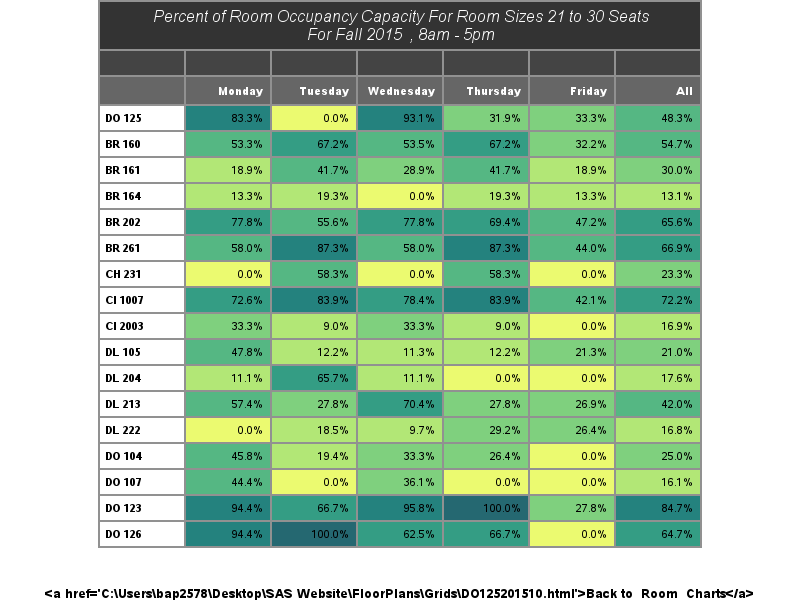 Percent of Room Occupancy Capacity For Room Sizes 21 to 30 Seats
For Fall 2015 , 8am - 5pm
Monday Tuesday Wednesday Thursday Friday All
DO 125 83.3% 0.0% 93.1% 31.9% 33.3% 48.3%
BR 160 53.3% 67.2% 53.5% 67.2% 32.2% 54.7%
BR 161 18.9% 41.7% 28.9% 41.7% 18.9% 30.0%
BR 164 13.3% 19.3% 0.0% 19.3% 13.3% 13.1%
BR 202 77.8% 55.6% 77.8% 69.4% 47.2% 65.6%
BR 261 58.0% 87.3% 58.0% 87.3% 44.0% 66.9%
CH 231 0.0% 58.3% 0.0% 58.3% 0.0% 23.3%
CI 1007 72.6% 83.9% 78.4% 83.9% 42.1% 72.2%
CI 2003 33.3% 9.0% 33.3% 9.0% 0.0% 16.9%
DL 105 47.8% 12.2% 11.3% 12.2% 21.3% 21.0%
DL 204 11.1% 65.7% 11.1% 0.0% 0.0% 17.6%
DL 213 57.4% 27.8% 70.4% 27.8% 26.9% 42.0%
DL 222 0.0% 18.5% 9.7% 29.2% 26.4% 16.8%
DO 104 45.8% 19.4% 33.3% 26.4% 0.0% 25.0%
DO 107 44.4% 0.0% 36.1% 0.0% 0.0% 16.1%
DO 123 94.4% 66.7% 95.8% 100.0% 27.8% 84.7%
DO 126 94.4% 100.0% 62.5% 66.7% 0.0% 64.7%
<a href='C:\Users\bap2578\Desktop\SAS Website\FloorPlans\Grids\DO125201510.html'>Back to Room Charts</a>